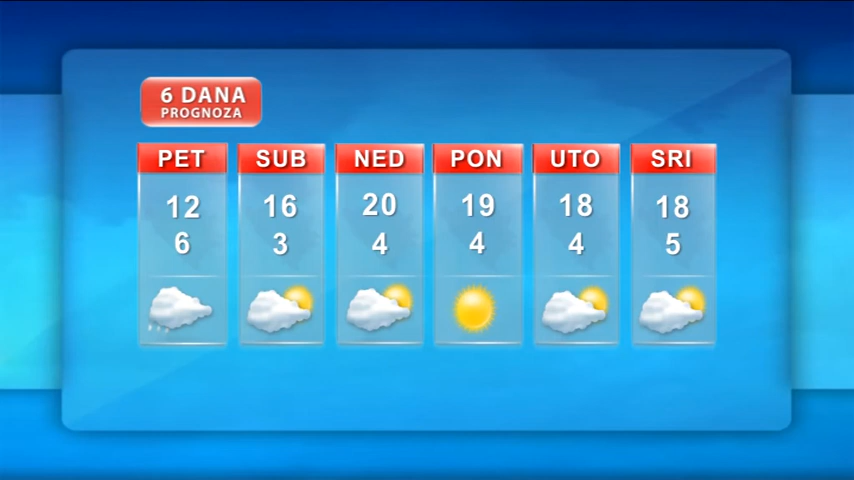 6 DANA
PROGNOZA
PET SUB NED PON UTO SRI
12 16 20 19 18 18
6 3 4 4 4 5